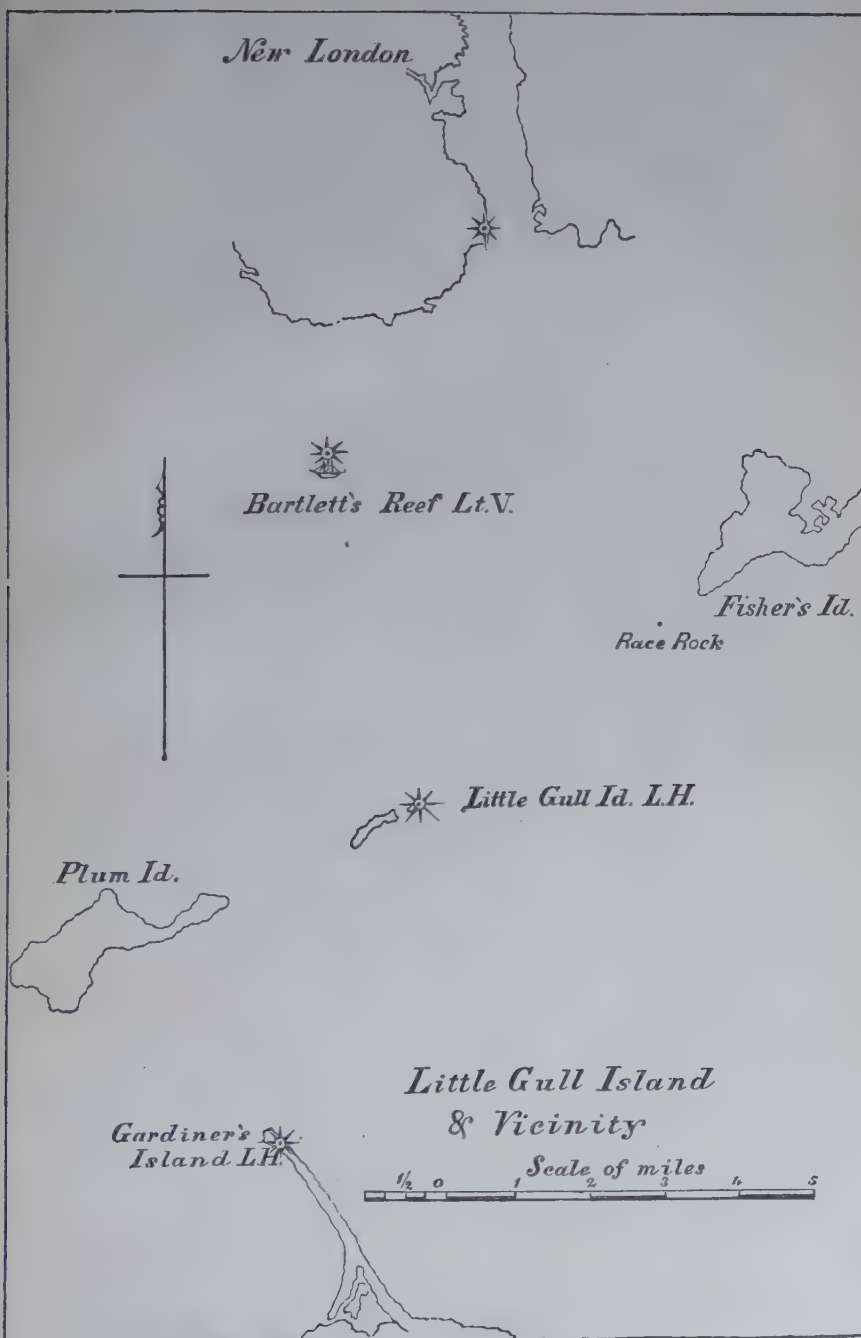 New London
Bartlett's Reef Lt.V.
Fisher's Id.
Race Rock
Little Gull Id. L.H.
Plum Id.
Little Gull Island
& Vicinity
Gardiner's
Island L.H.
Scale of miles
1/2 0 1 2 3 4 5